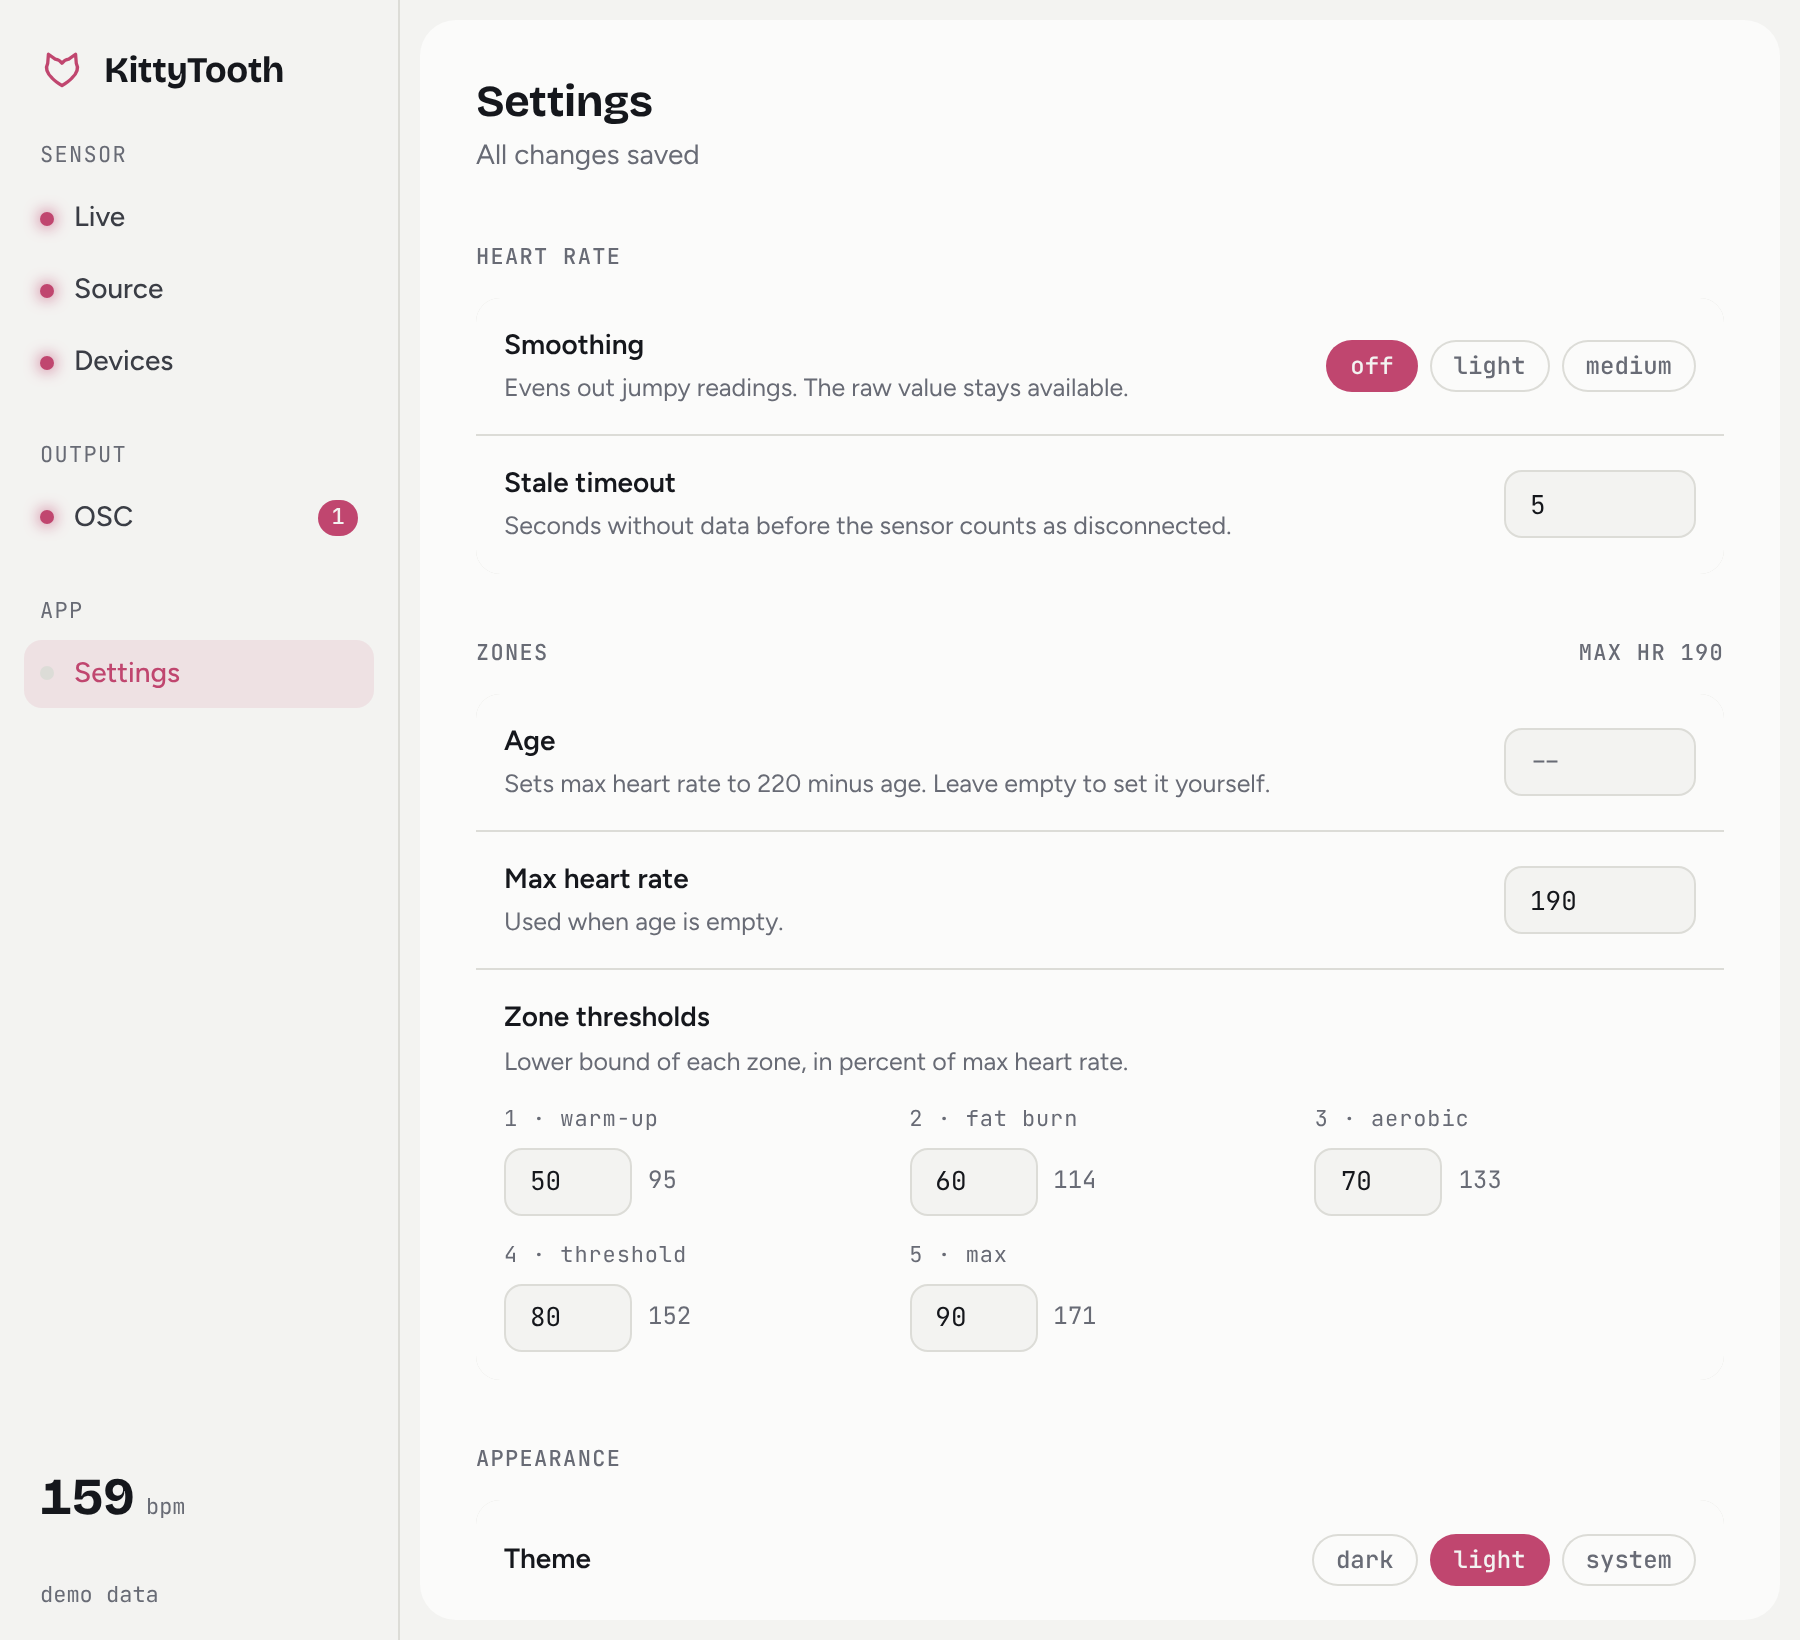 KittyTooth
SENSOR
Live
Source
Devices
OUTPUT
OSC 1
APP
Settings
159 bpm
demo data
Settings
All changes saved
HEART RATE
Smoothing
Evens out jumpy readings. The raw value stays available.
off light medium
Stale timeout
Seconds without data before the sensor counts as disconnected.
5
ZONES MAX HR 190
Age
Sets max heart rate to 220 minus age. Leave empty to set it yourself.
--
Max heart rate
Used when age is empty.
190
Zone thresholds
Lower bound of each zone, in percent of max heart rate.
1 · warm-up 2 · fat burn 3 · aerobic
50 95 60 114 70 133
4 · threshold 5 · max
80 152 90 171
APPEARANCE
Theme dark light system